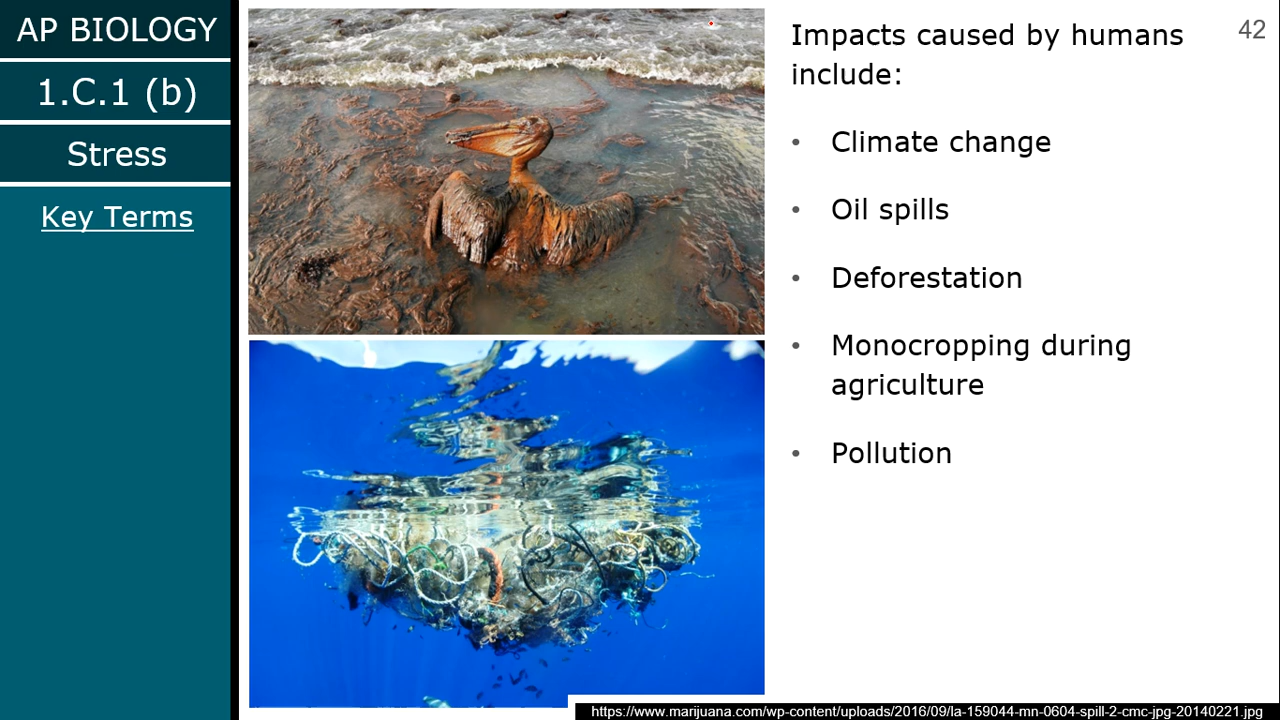 AP BIOLOGY
1.C.1 (b)
Stress
Key Terms
Impacts caused by humans
include:
• Climate change
• Oil spills
• Deforestation
• Monocropping during
agriculture
• Pollution
42
https://www.marijuana.com/wp-content/uploads/2016/09/la-159044-mn-0604-spill-2-cmc-jpg-20140221.jpg